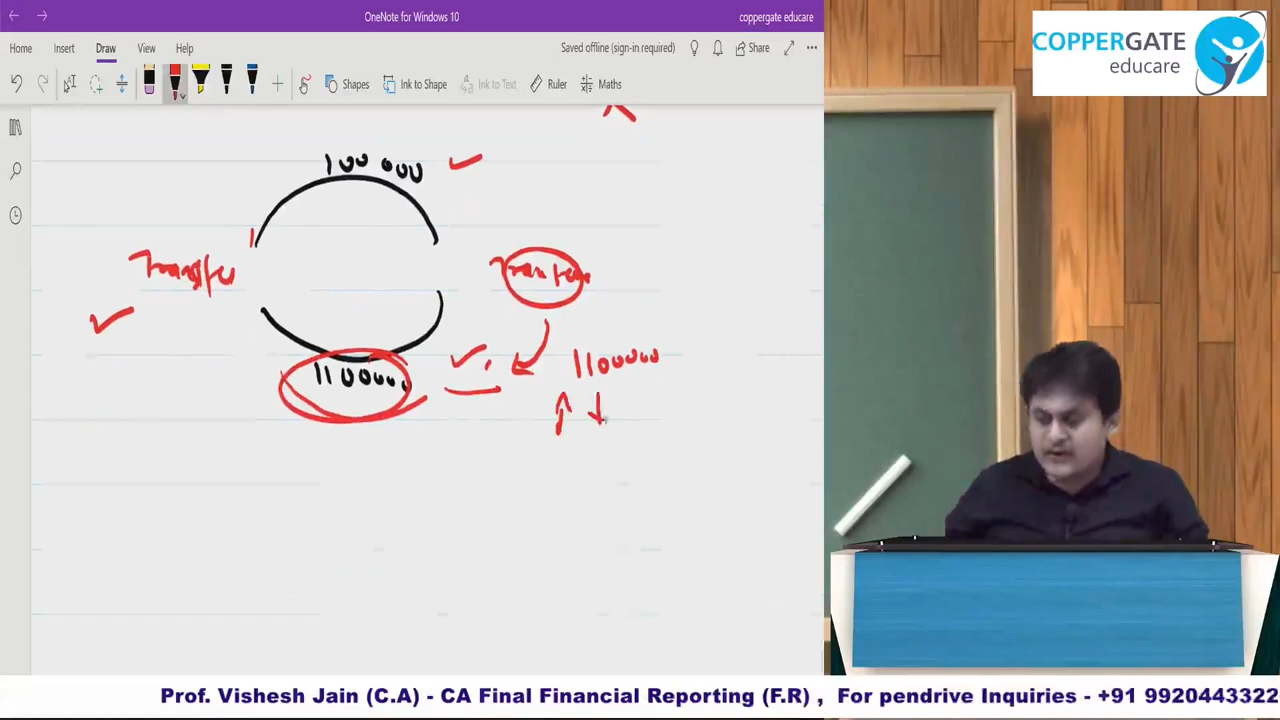 OneNote for Windows 10
coppergate educare
Home Insert Draw View Help
Saved offline (sign-in required)
Share
Shapes
Ink to Shape
Ink to Text
Ruler
Maths
COPPERGATE
educare
100 000
Transfer
Transfer
1100000
1100000
Prof. Vishesh Jain (C.A) - CA Final Financial Reporting (F.R) , For pendrive Inquiries - +91 9920443322